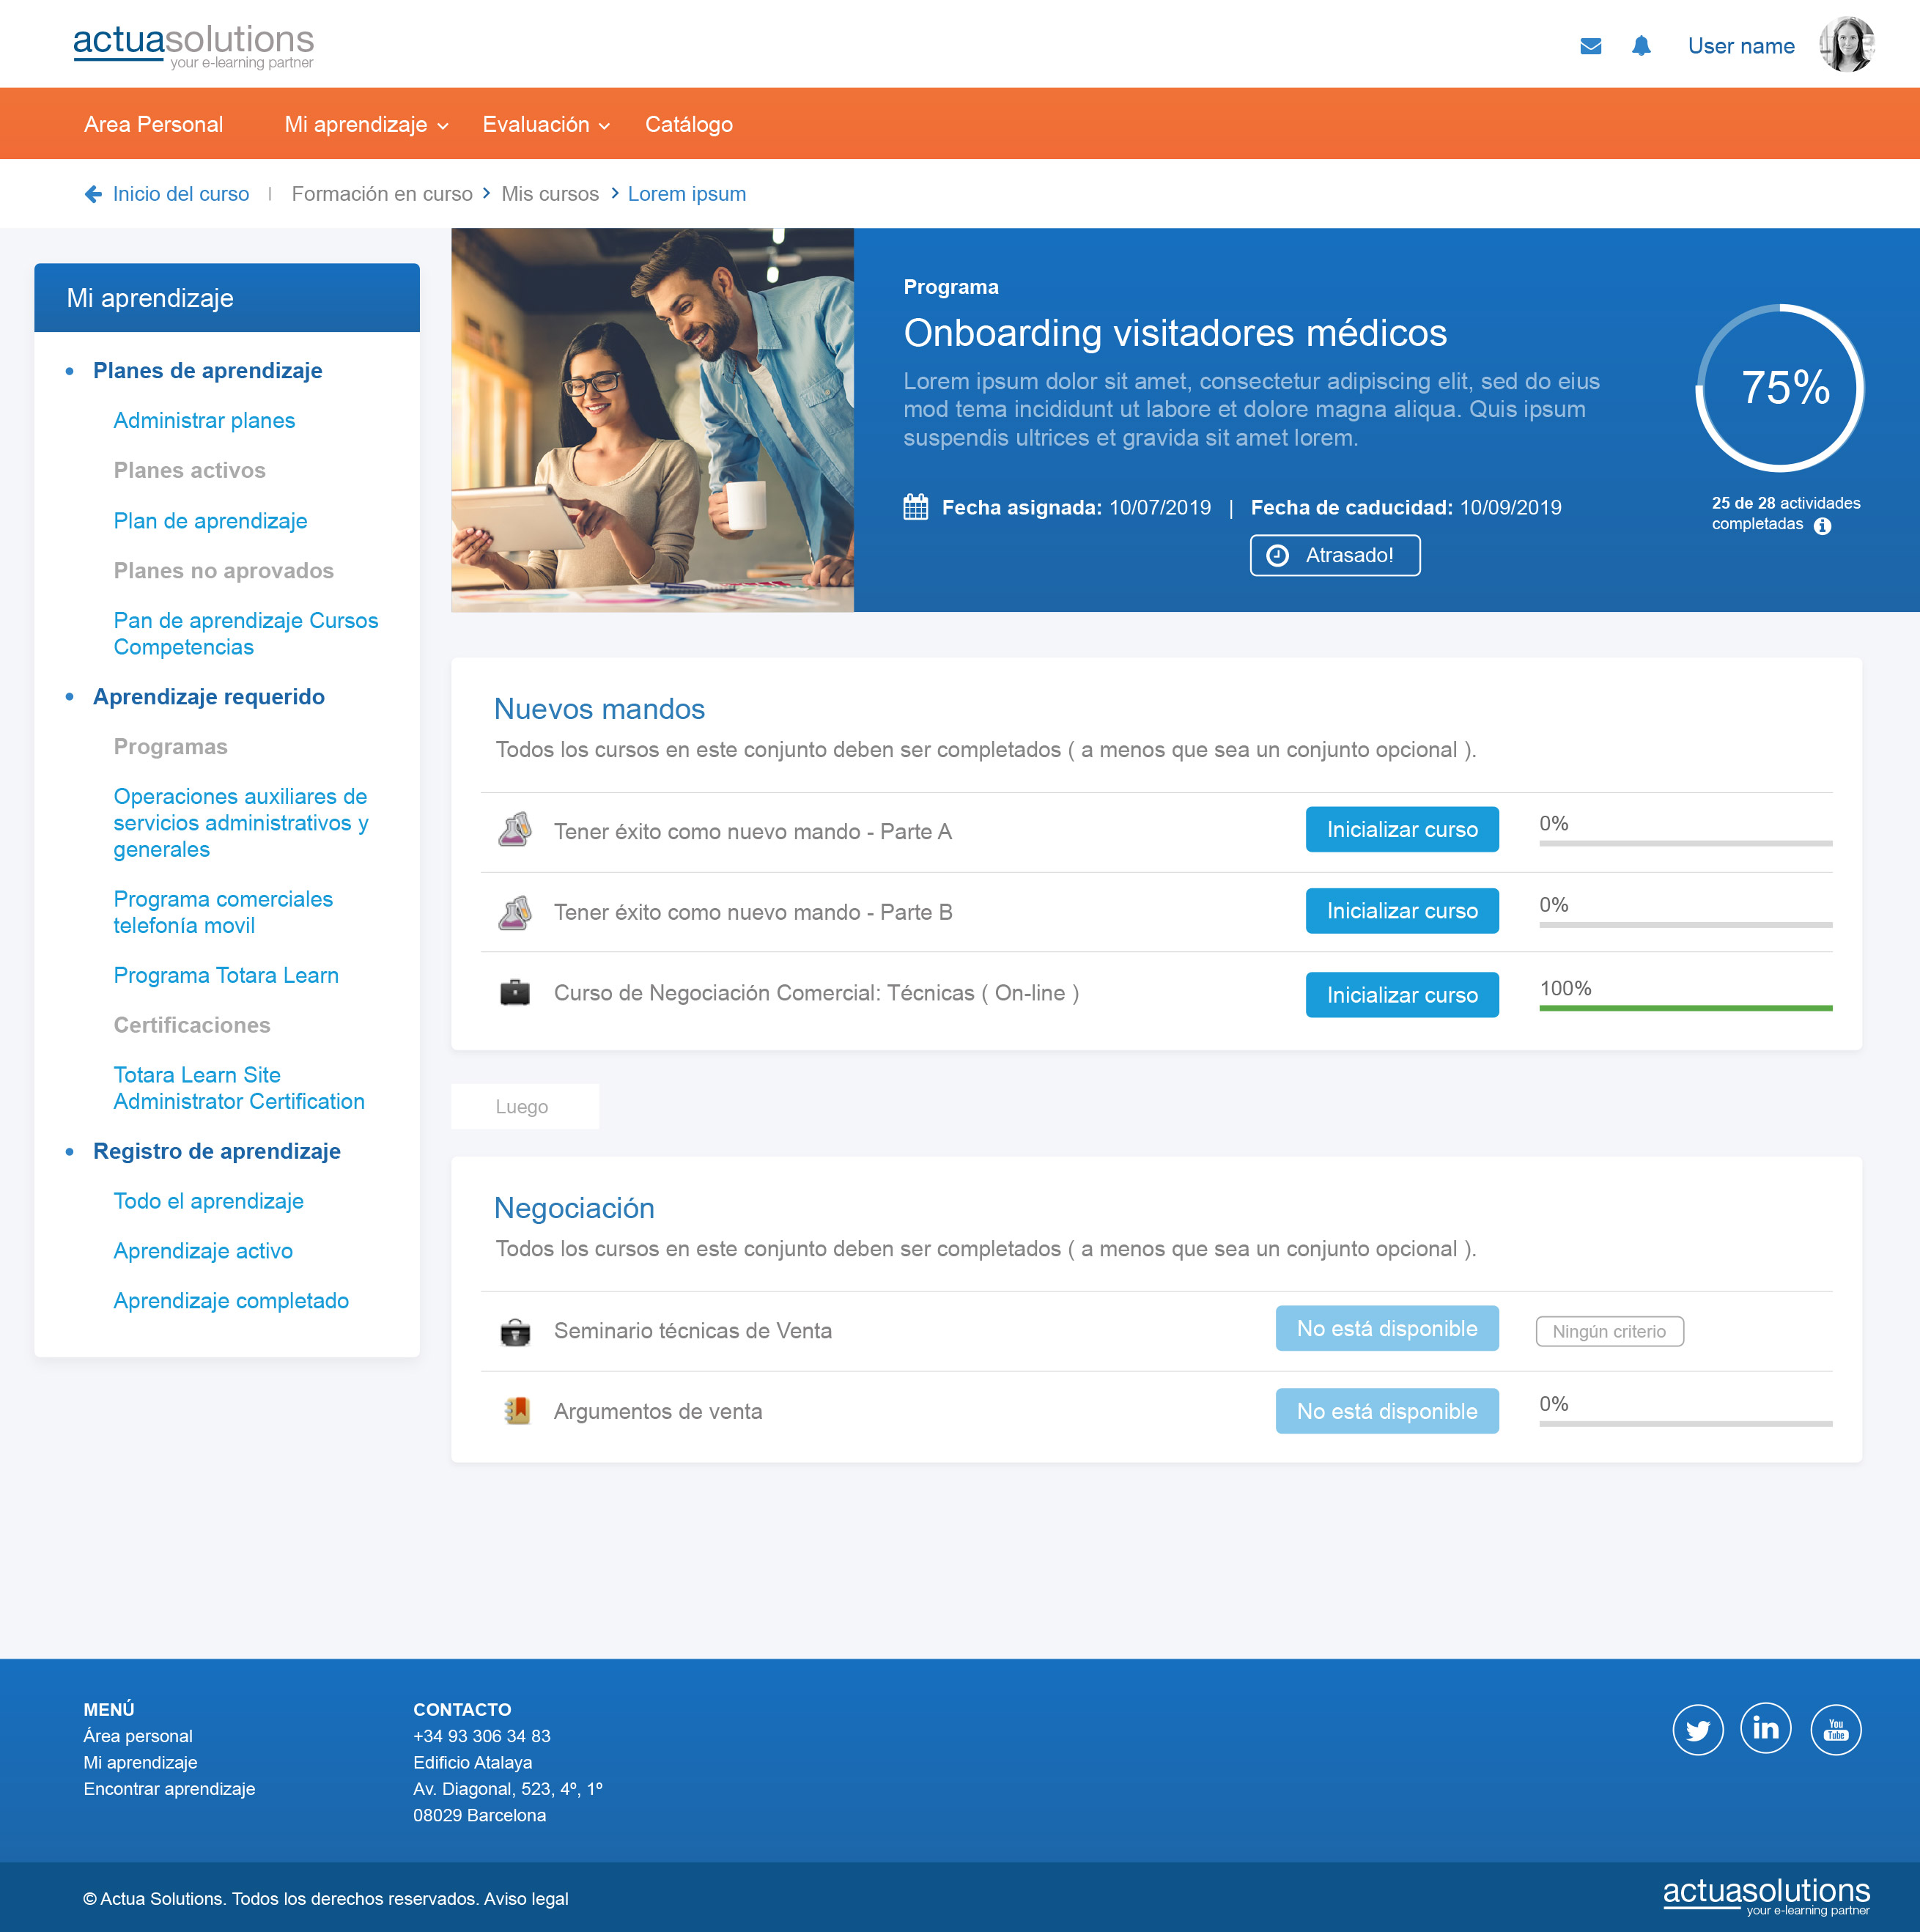 actuasolutions
your e-learning partner
User name
Area Personal
Mi aprendizaje
Evaluación
Catálogo
Inicio del curso | Formación en curso > Mis cursos > Lorem ipsum
Mi aprendizaje
Planes de aprendizaje
Administrar planes
Planes activos
Plan de aprendizaje
Planes no aprovados
Pan de aprendizaje Cursos
Competencias
Aprendizaje requerido
Programas
Operaciones auxiliares de
servicios administrativos y
generales
Programa comerciales
telefonía movil
Programa Totara Learn
Certificaciones
Totara Learn Site
Administrator Certification
Registro de aprendizaje
Todo el aprendizaje
Aprendizaje activo
Aprendizaje completado
Programa
Onboarding visitadores médicos
Lorem ipsum dolor sit amet, consectetur adipiscing elit, sed do eius
mod tema incididunt ut labore et dolore magna aliqua. Quis ipsum
suspendis ultrices et gravida sit amet lorem.
Fecha asignada: 10/07/2019 | Fecha de caducidad: 10/09/2019
Atrasado!
75%
25 de 28 actividades
completadas
Nuevos mandos
Todos los cursos en este conjunto deben ser completados ( a menos que sea un conjunto opcional ).
Tener éxito como nuevo mando - Parte A
Inicializar curso
0%
Tener éxito como nuevo mando - Parte B
Inicializar curso
0%
Curso de Negociación Comercial: Técnicas ( On-line )
Inicializar curso
100%
Luego
Negociación
Todos los cursos en este conjunto deben ser completados ( a menos que sea un conjunto opcional ).
Seminario técnicas de Venta
No está disponible
Ningún criterio
Argumentos de venta
No está disponible
0%
MENÚ
Área personal
Mi aprendizaje
Encontrar aprendizaje
CONTACTO
+34 93 306 34 83
Edificio Atalaya
Av. Diagonal, 523, 4º, 1º
08029 Barcelona
in
You
Tube
© Actua Solutions. Todos los derechos reservados. Aviso legal
actuasolutions
your e-learning partner